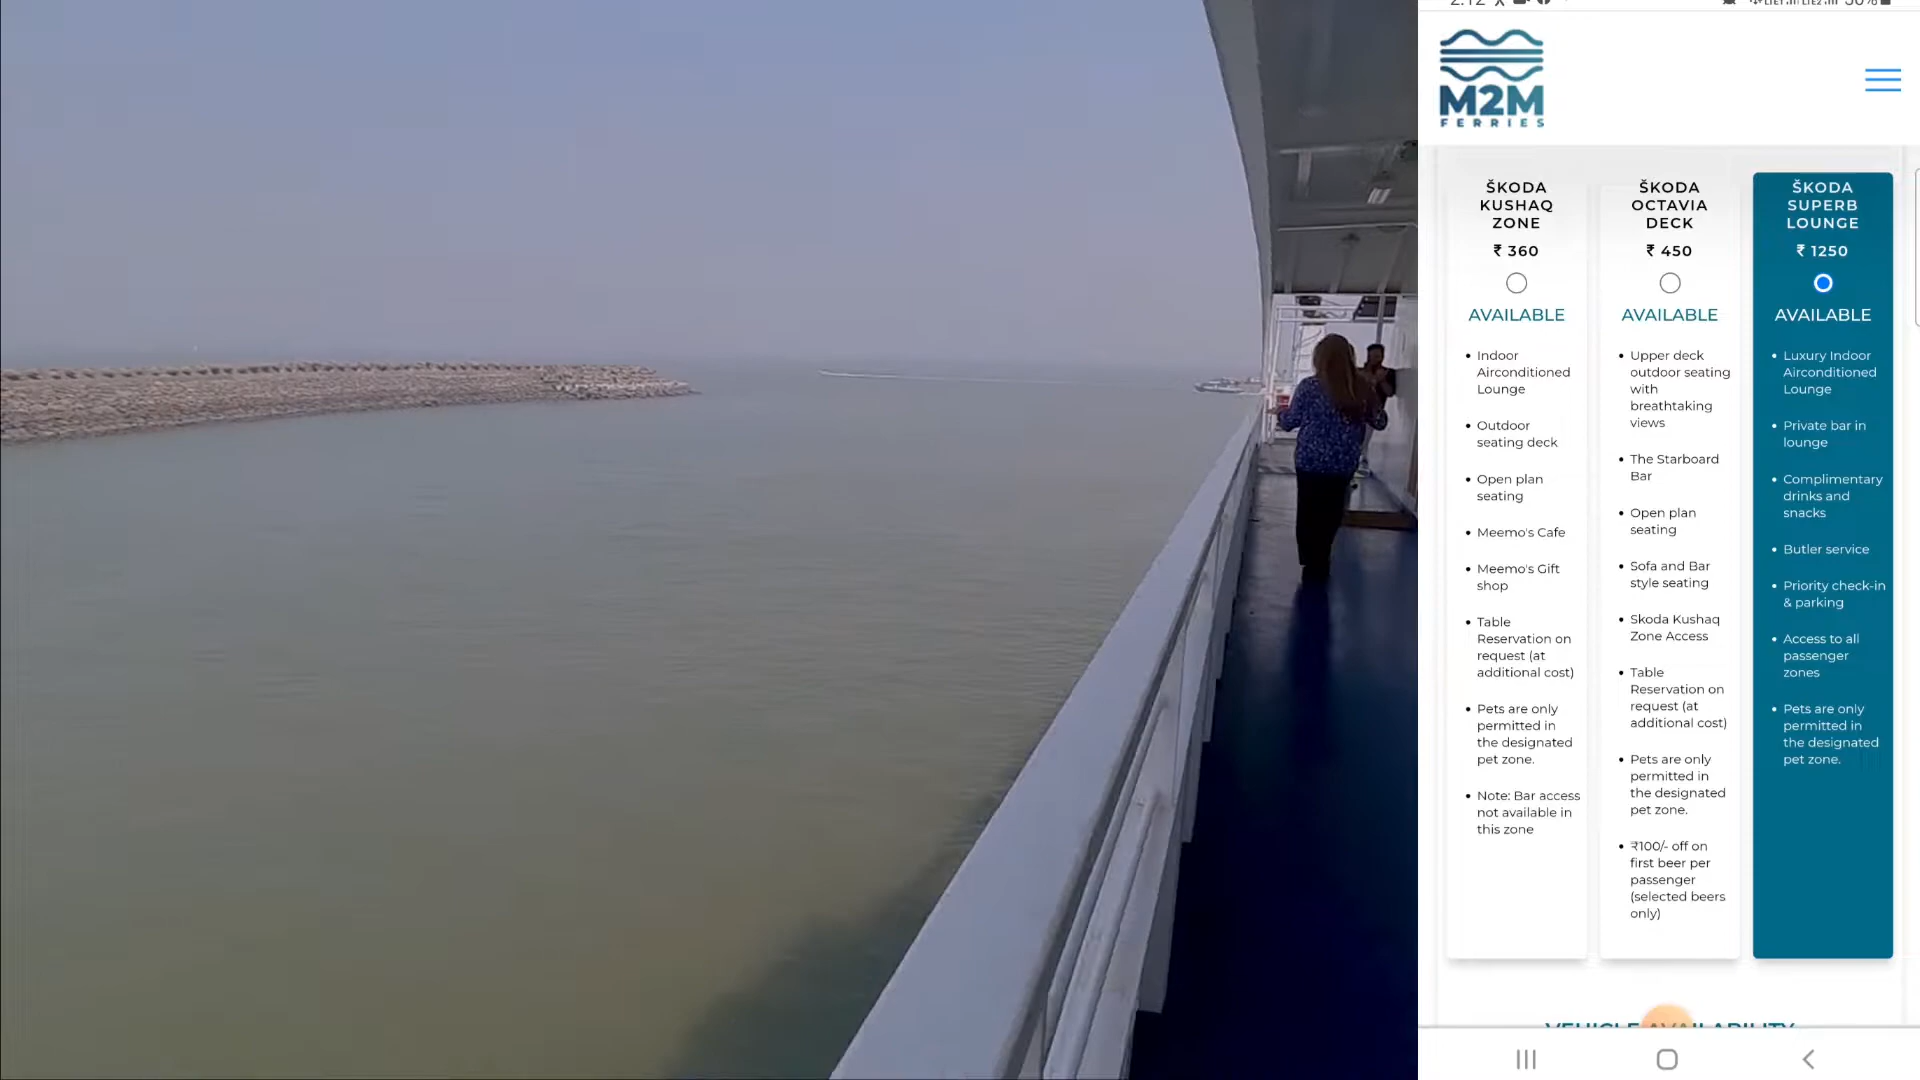 2:12
50%
M2M
FERRIES
ŠKODA
KUSHAQ
ZONE
₹ 360
AVAILABLE
• Indoor
Airconditioned
Lounge
• Outdoor
seating deck
• Open plan
seating
• Meemo's Cafe
• Meemo's Gift
shop
• Table
Reservation on
request (at
additional cost)
• Pets are only
permitted in
the designated
pet zone.
• Note: Bar access
not available in
this zone
ŠKODA
OCTAVIA
DECK
₹ 450
AVAILABLE
• Upper deck
outdoor seating
with
breathtaking
views
• The Starboard
Bar
• Open plan
seating
• Sofa and Bar
style seating
• Skoda Kushaq
Zone Access
• Table
Reservation on
request (at
additional cost)
• Pets are only
permitted in
the designated
pet zone.
• ₹100/- off on
first beer per
passenger
(selected beers
only)
ŠKODA
SUPERB
LOUNGE
₹ 1250
AVAILABLE
• Luxury Indoor
Airconditioned
Lounge
• Private bar in
lounge
• Complimentary
drinks and
snacks
• Butler service
• Priority check-in
& parking
• Access to all
passenger
zones
• Pets are only
permitted in
the designated
pet zone.
VEHICLE AVAILABILITY